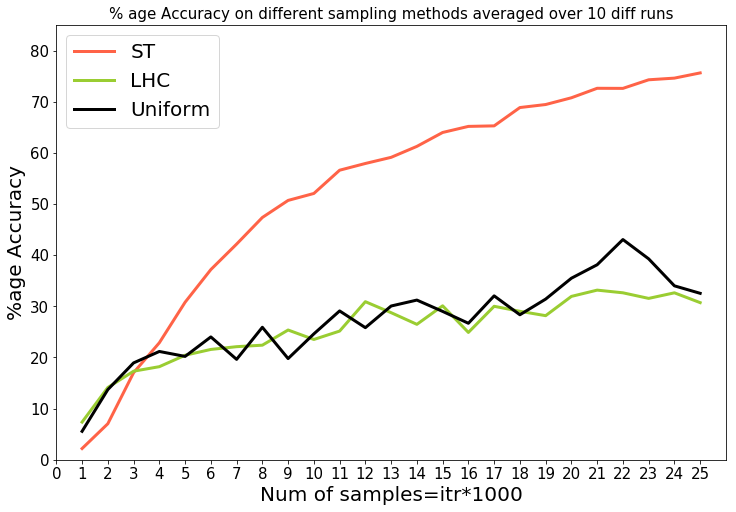 % age Accuracy on different sampling methods averaged over 10 diff runs
ST
LHC
Uniform
%age Accuracy
80
70
60
50
40
30
20
10
0
0 1 2 3 4 5 6 7 8 9 10 11 12 13 14 15 16 17 18 19 20 21 22 23 24 25
Num of samples=itr*1000